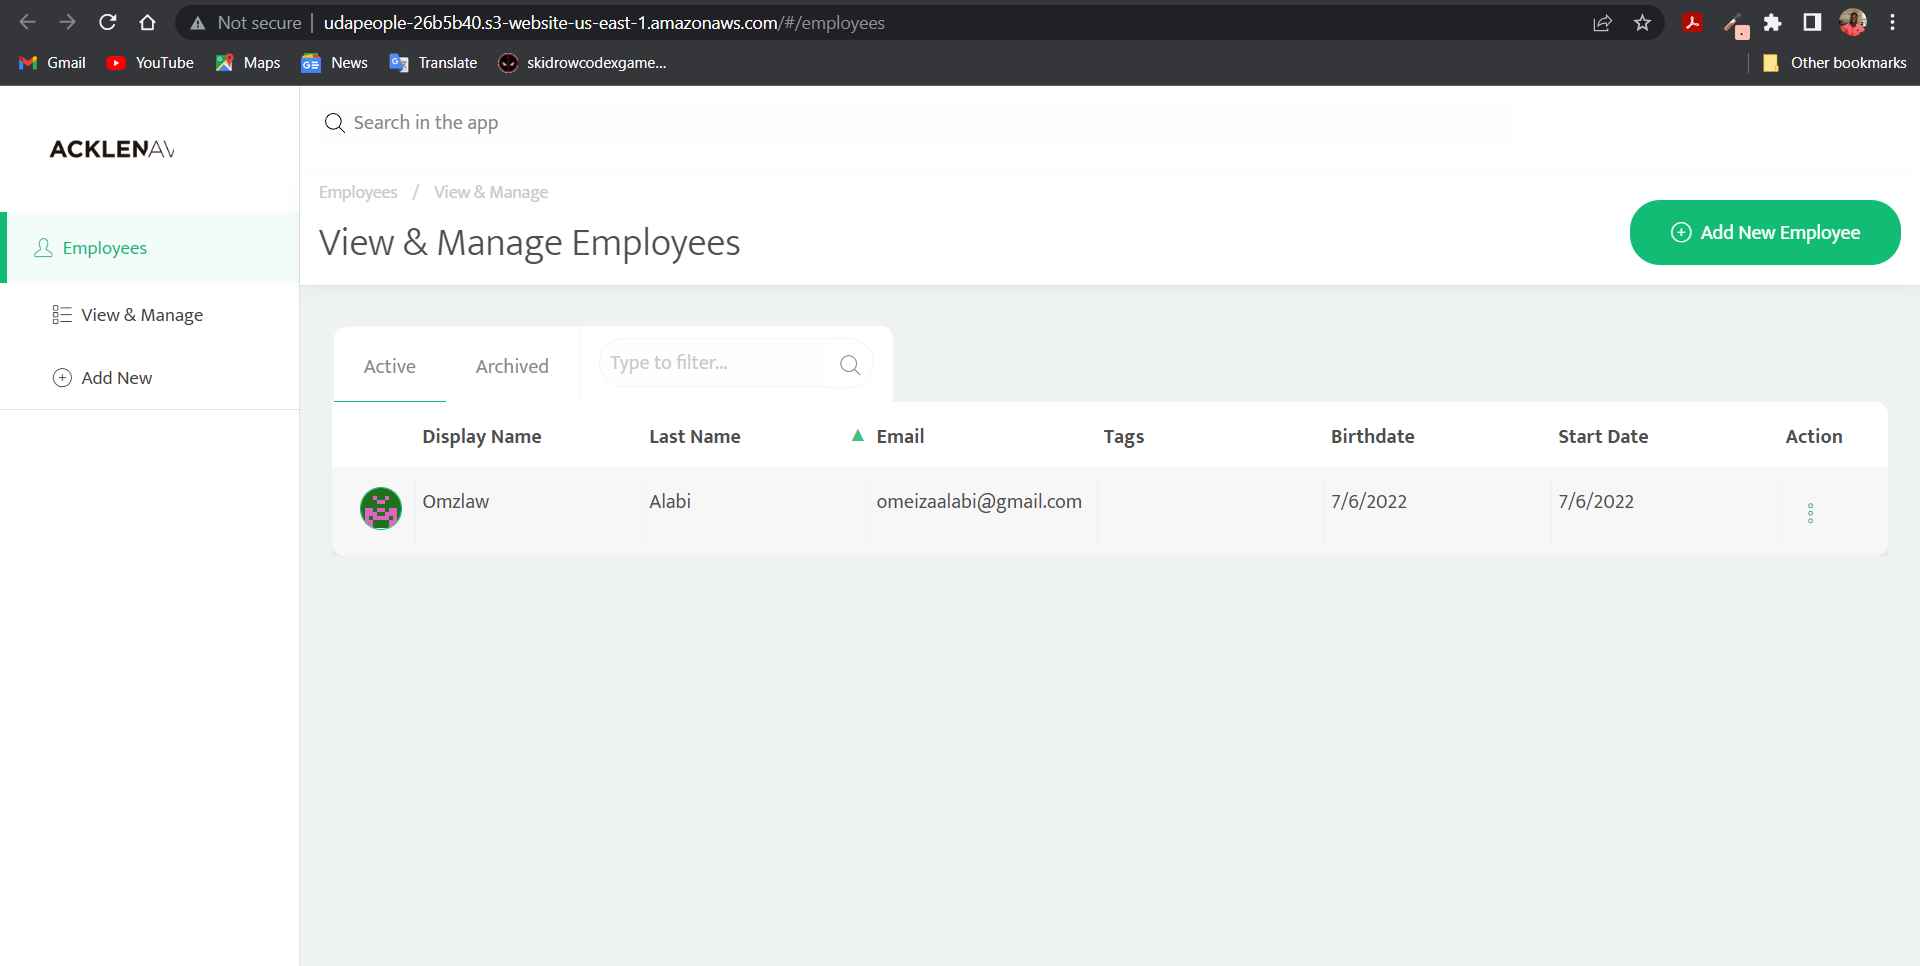 Not secure udapeople-26b5b40.s3-website-us-east-1.amazonaws.com/#/employees
Gmail YouTube Maps News Translate skidrowcodexgame... Other bookmarks
Search in the app
ACKLENAV
Employees / View & Manage
View & Manage Employees
Add New Employee
Employees
View & Manage
Add New
Active Archived Type to filter...
Display Name Last Name Email Tags Birthdate Start Date Action
Omzlaw Alabi omeizaalabi@gmail.com 7/6/2022 7/6/2022